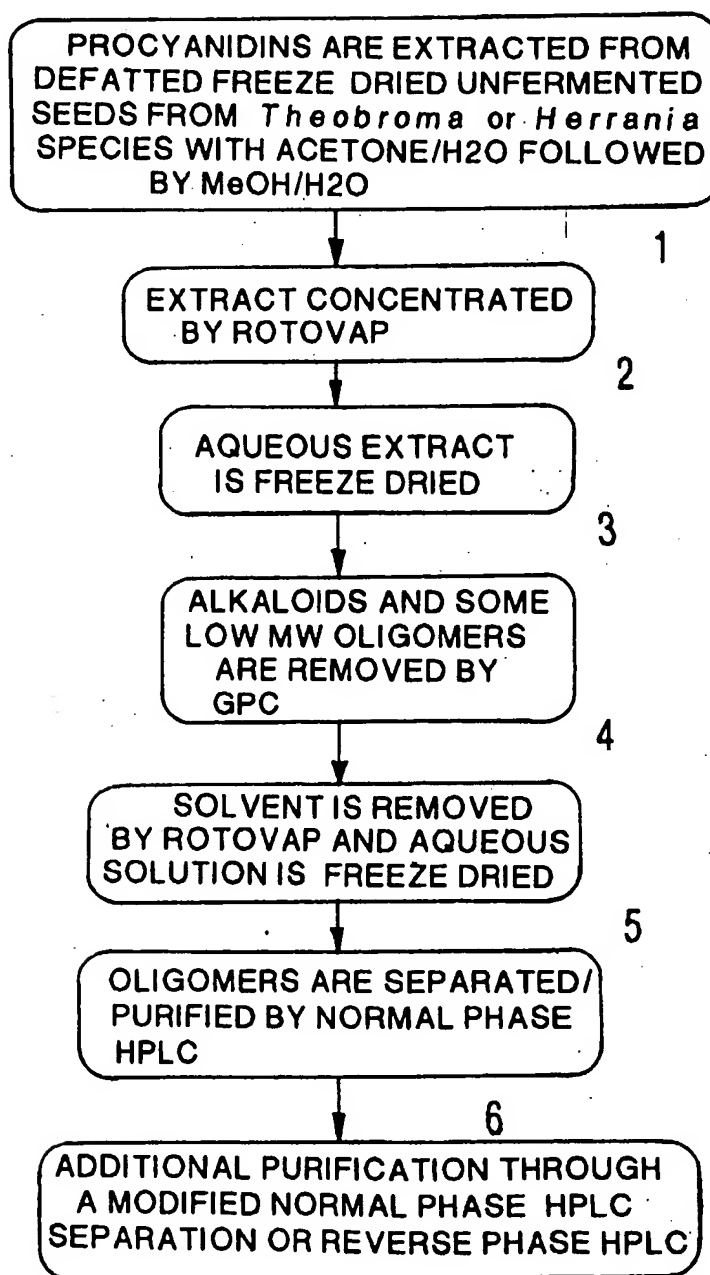 PROCYANIDINS ARE EXTRACTED FROM
DEFATTED FREEZE DRIED UNFERMENTED
SEEDS FROM Theobroma or Herrania
SPECIES WITH ACETONE/H2O FOLLOWED
BY MeOH/H2O
1
EXTRACT CONCENTRATED
BY ROTOVAP
2
AQUEOUS EXTRACT
IS FREEZE DRIED
3
ALKALOIDS AND SOME
LOW MW OLIGOMERS
ARE REMOVED BY
GPC
4
SOLVENT IS REMOVED
BY ROTOVAP AND AQUEOUS
SOLUTION IS FREEZE DRIED
5
OLIGOMERS ARE SEPARATED/
PURIFIED BY NORMAL PHASE
HPLC
6
ADDITIONAL PURIFICATION THROUGH
A MODIFIED NORMAL PHASE HPLC
SEPARATION OR REVERSE PHASE HPLC